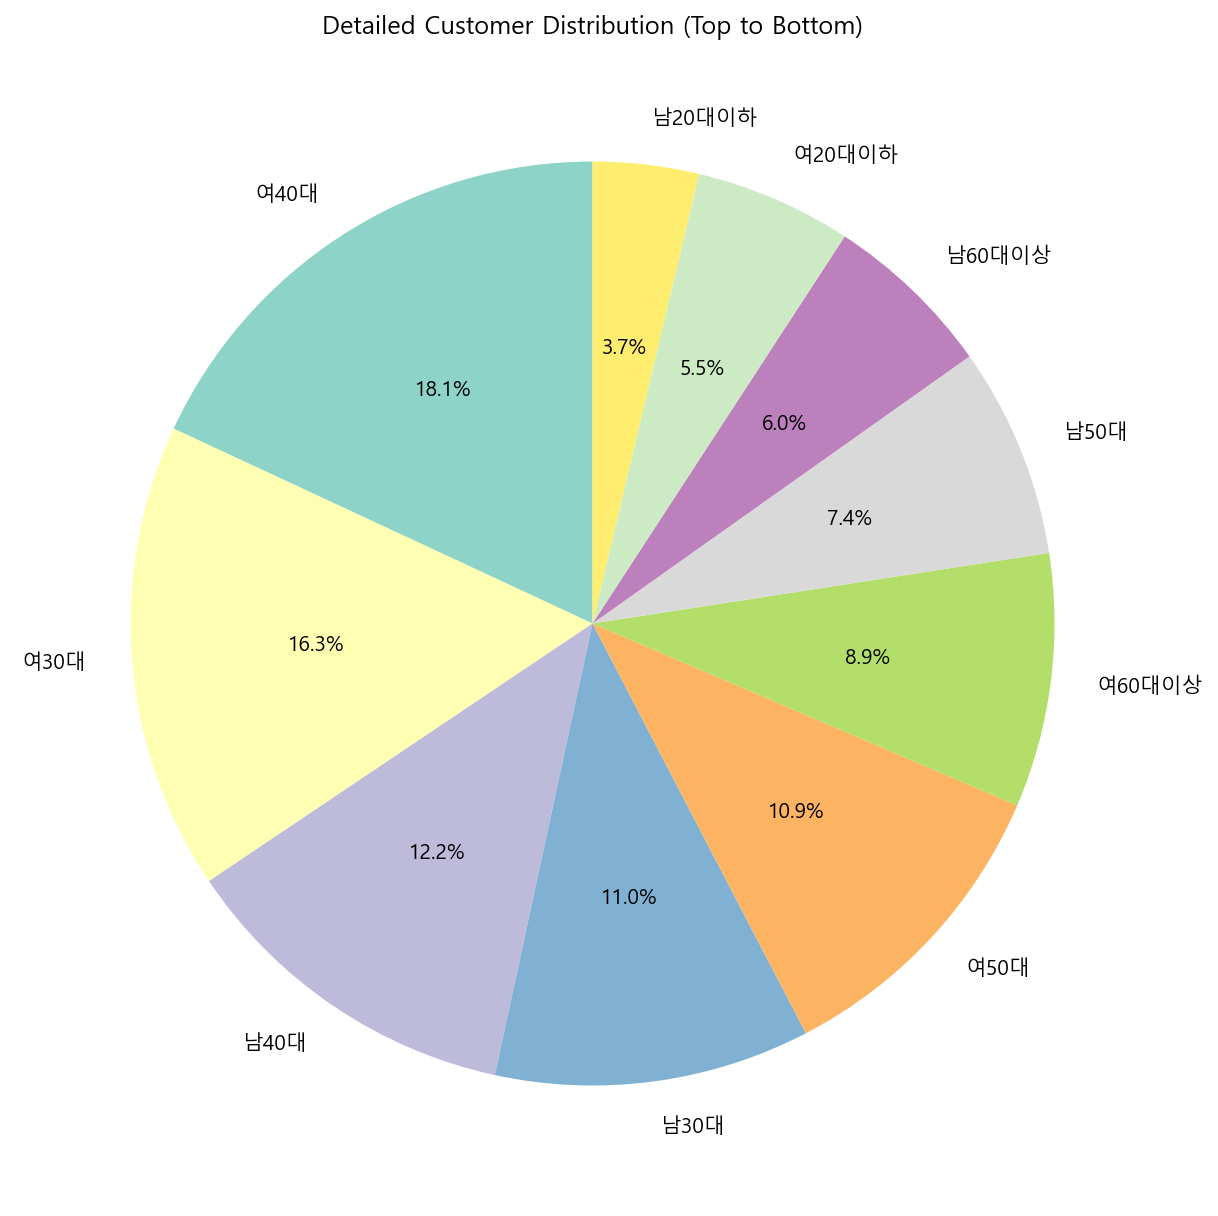 Detailed Customer Distribution (Top to Bottom)
남20대이하
여20대이하
여40대
남60대이상
3.7%
5.5%
18.1%
6.0%
남50대
7.4%
16.3%
8.9%
여30대
여60대이상
10.9%
12.2%
11.0%
여50대
남40대
남30대